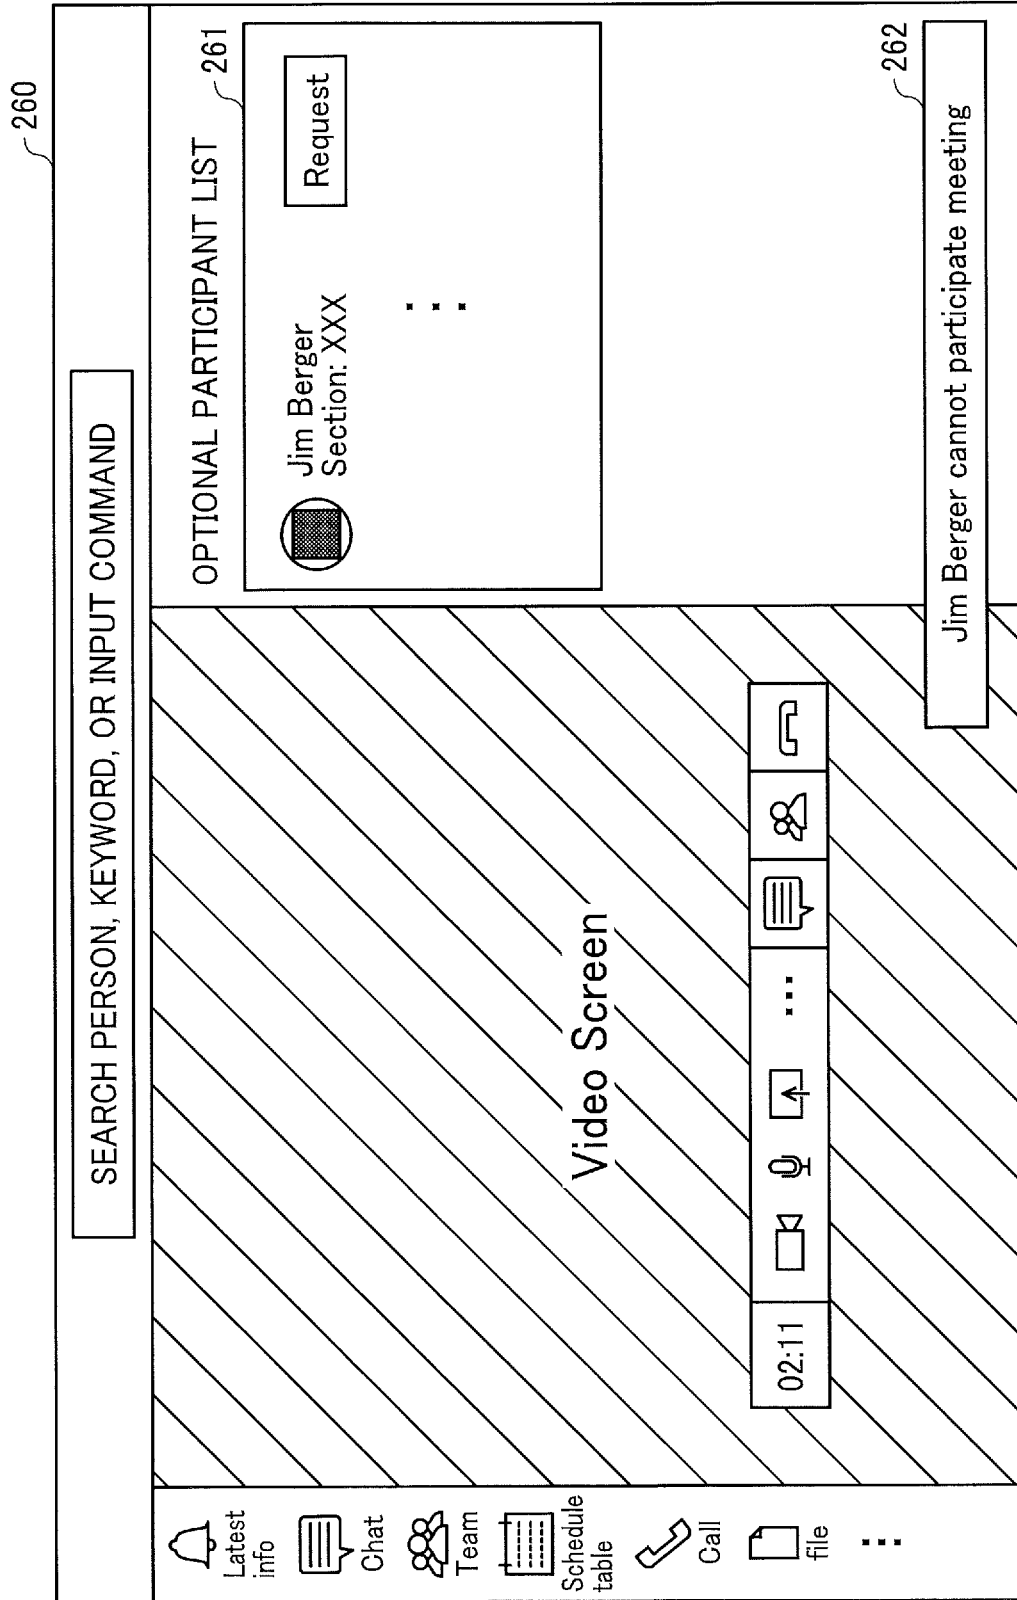 260
SEARCH PERSON, KEYWORD, OR INPUT COMMAND
Latest
info
Chat
Team
Schedule
table
Call
file
Video Screen
02:11
OPTIONAL PARTICIPANT LIST
261
Jim Berger
Section: XXX
Request
262
Jim Berger cannot participate meeting